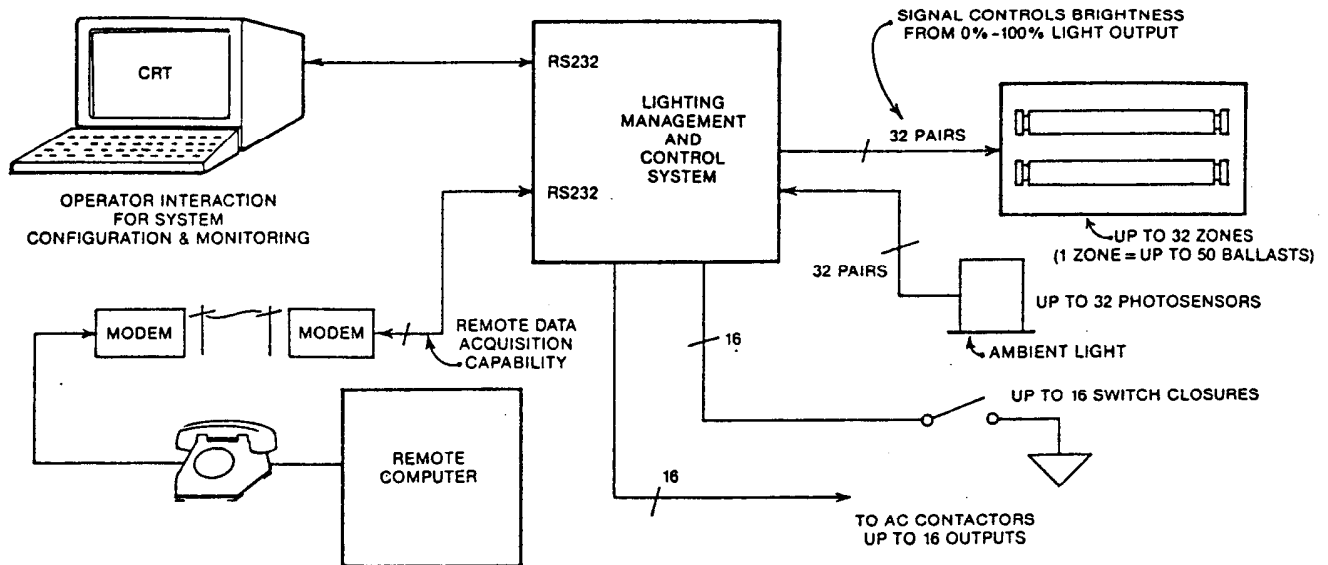 SIGNAL CONTROLS BRIGHTNESS
FROM 0%-100% LIGHT OUTPUT
CRT
RS232
LIGHTING
MANAGEMENT
AND
CONTROL
SYSTEM
32 PAIRS
RS232
OPERATOR INTERACTION
FOR SYSTEM
CONFIGURATION & MONITORING
UP TO 32 ZONES
(1 ZONE = UP TO 50 BALLASTS)
32 PAIRS
UP TO 32 PHOTOSENSORS
MODEM
MODEM
REMOTE DATA
ACQUISITION
CAPABILITY
16
AMBIENT LIGHT
UP TO 16 SWITCH CLOSURES
REMOTE
COMPUTER
16
TO AC CONTACTORS
UP TO 16 OUTPUTS